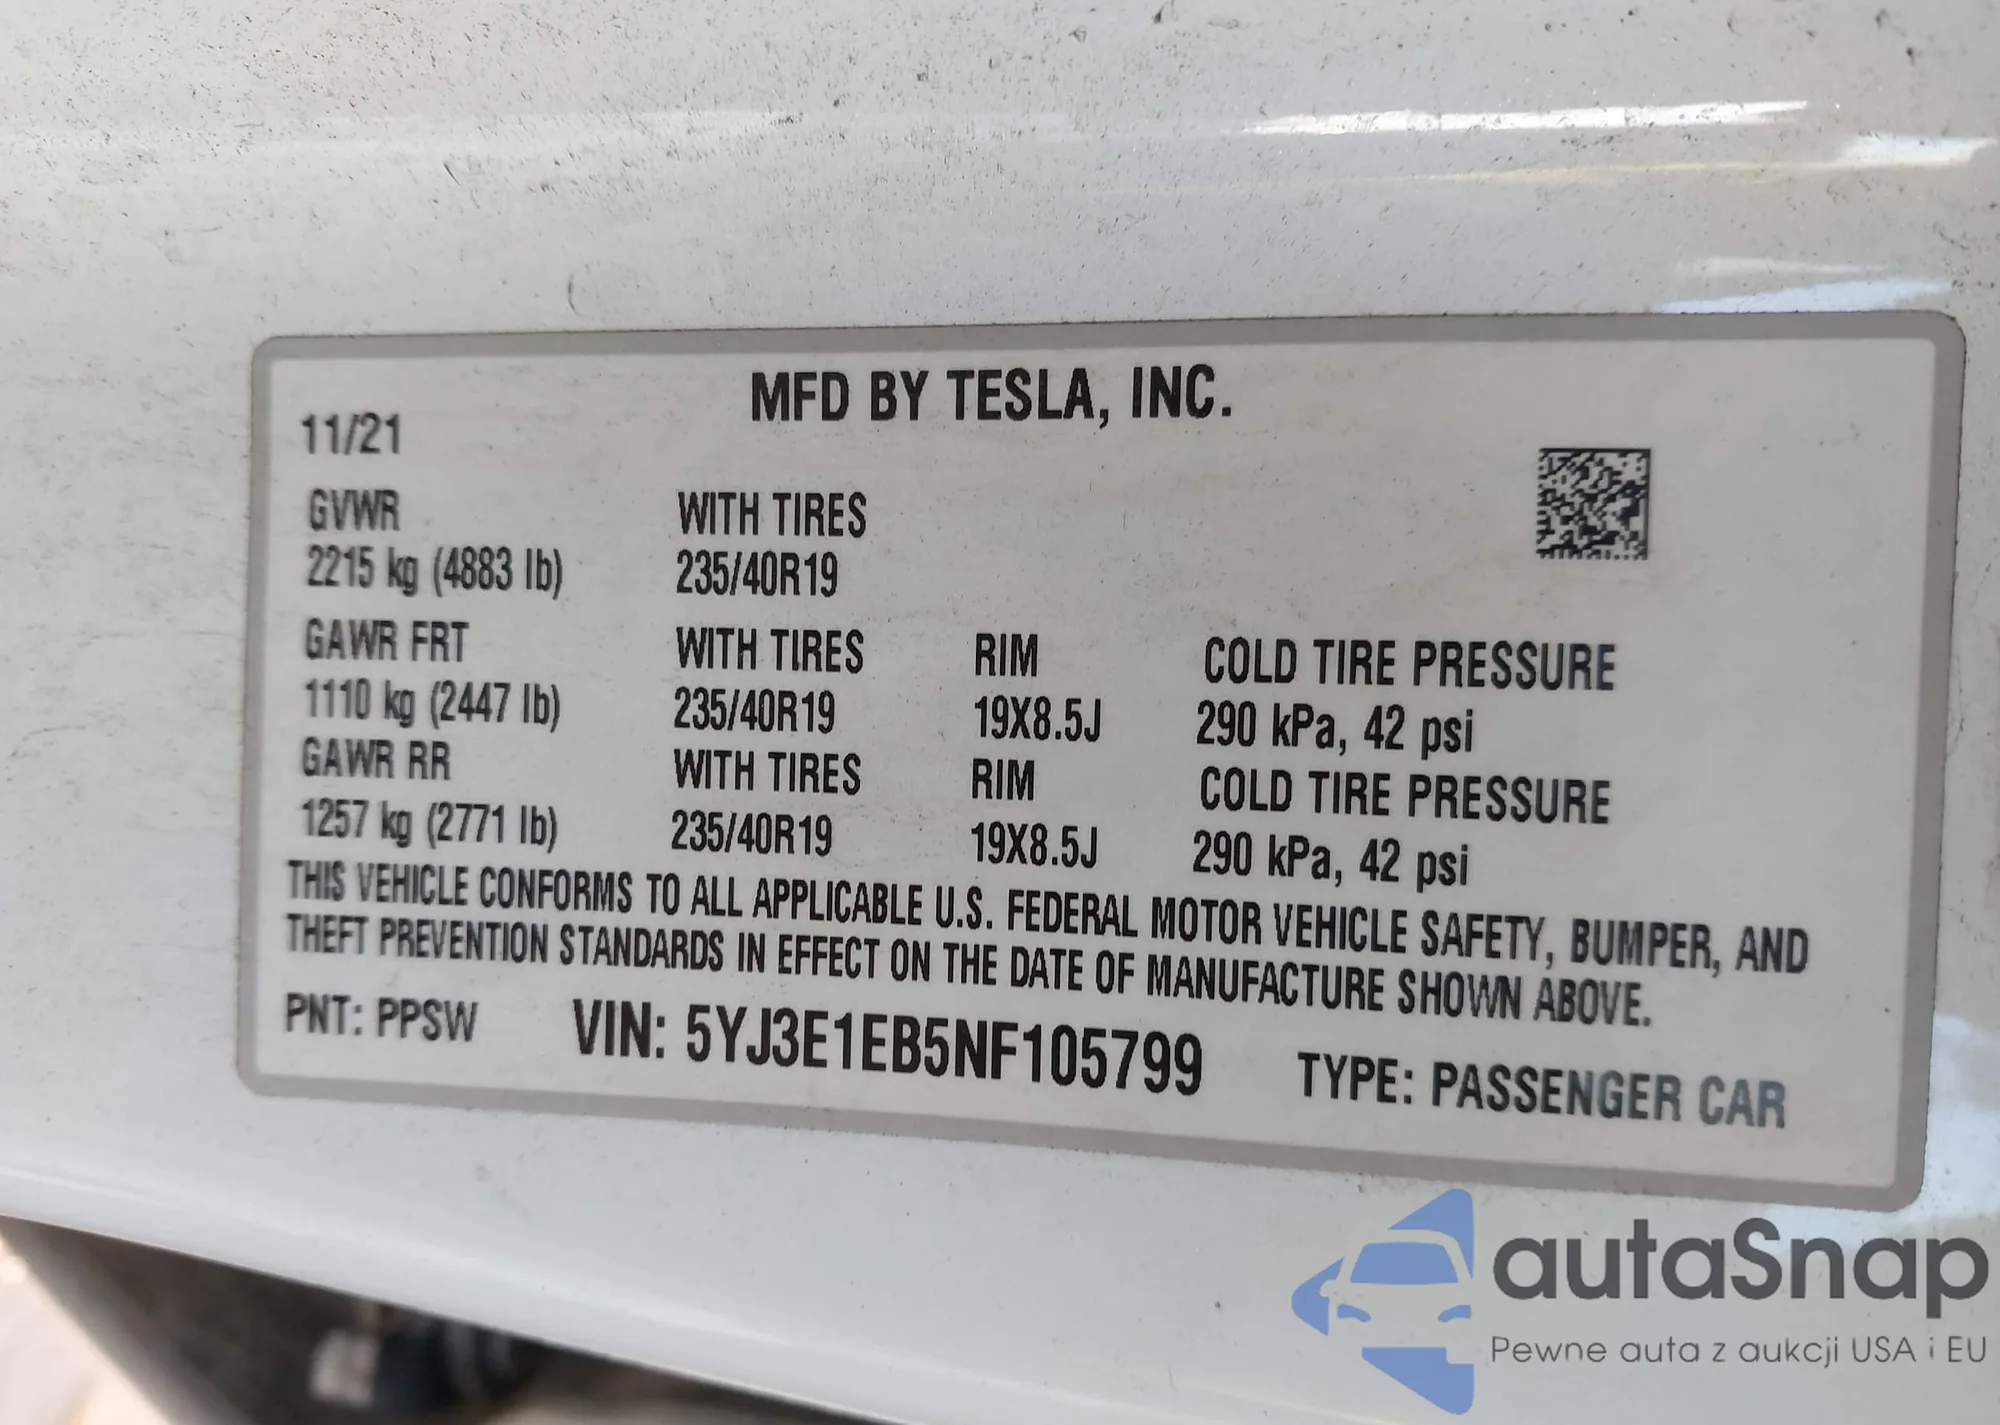 MFD BY TESLA, INC.
11/21
GVWR WITH TIRES
2215 kg (4883 lb) 235/40R19
GAWR FRT WITH TIRES RIM COLD TIRE PRESSURE
1110 kg (2447 lb) 235/40R19 19X8.5J 290 kPa, 42 psi
GAWR RR WITH TIRES RIM COLD TIRE PRESSURE
1257 kg (2771 lb) 235/40R19 19X8.5J 290 kPa, 42 psi
THIS VEHICLE CONFORMS TO ALL APPLICABLE U.S. FEDERAL MOTOR VEHICLE SAFETY, BUMPER, AND
THEFT PREVENTION STANDARDS IN EFFECT ON THE DATE OF MANUFACTURE SHOWN ABOVE.
PNT: PPSW VIN: 5YJ3E1EB5NF105799 TYPE: PASSENGER CAR
autaSnap
Pewne auta z aukcji USA i EU